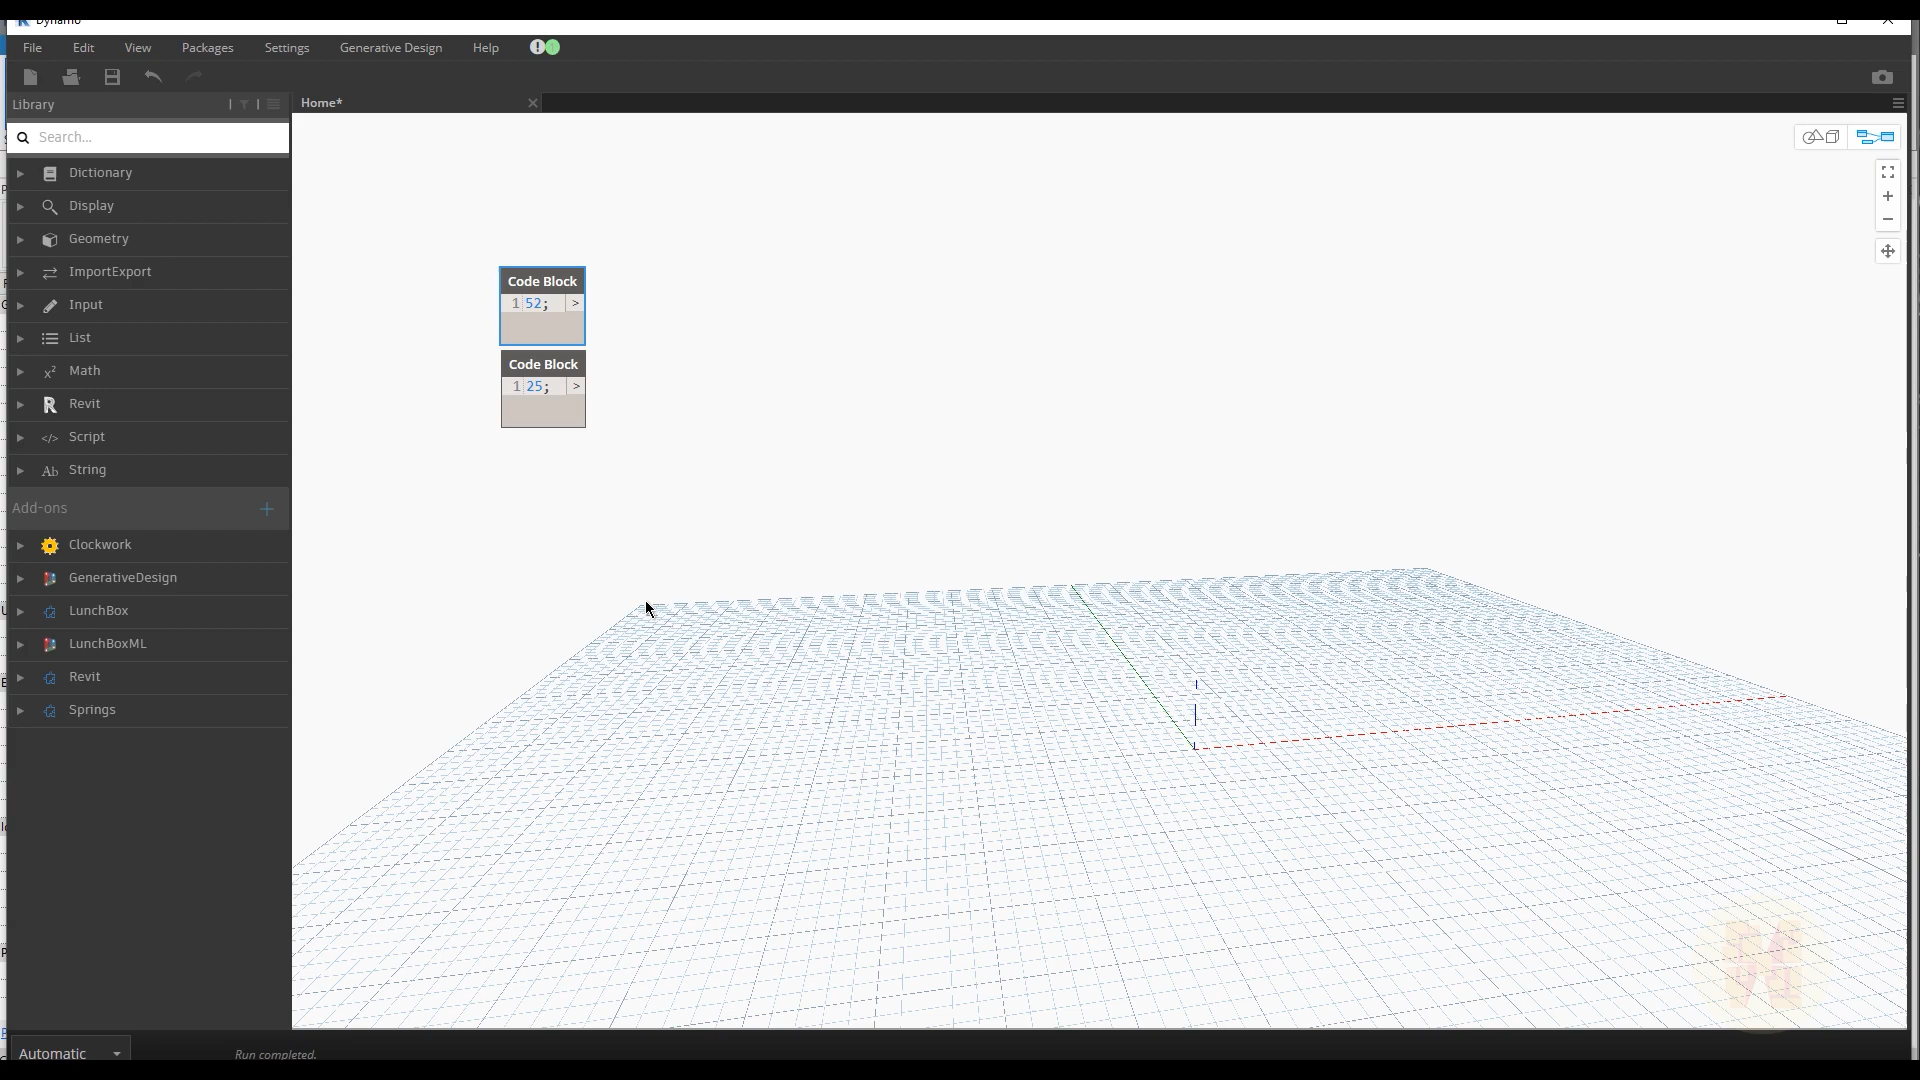 Dynamo
File Edit View Packages Settings Generative Design Help
Library
Home*
Search...
Dictionary
Display
Geometry
ImportExport
Input
List
Math
Revit
Script
String
Add-ons
Clockwork
GenerativeDesign
LunchBox
LunchBoxML
Revit
Springs
Code Block
1 52; >
Code Block
1 25; >
Automatic
Run completed.